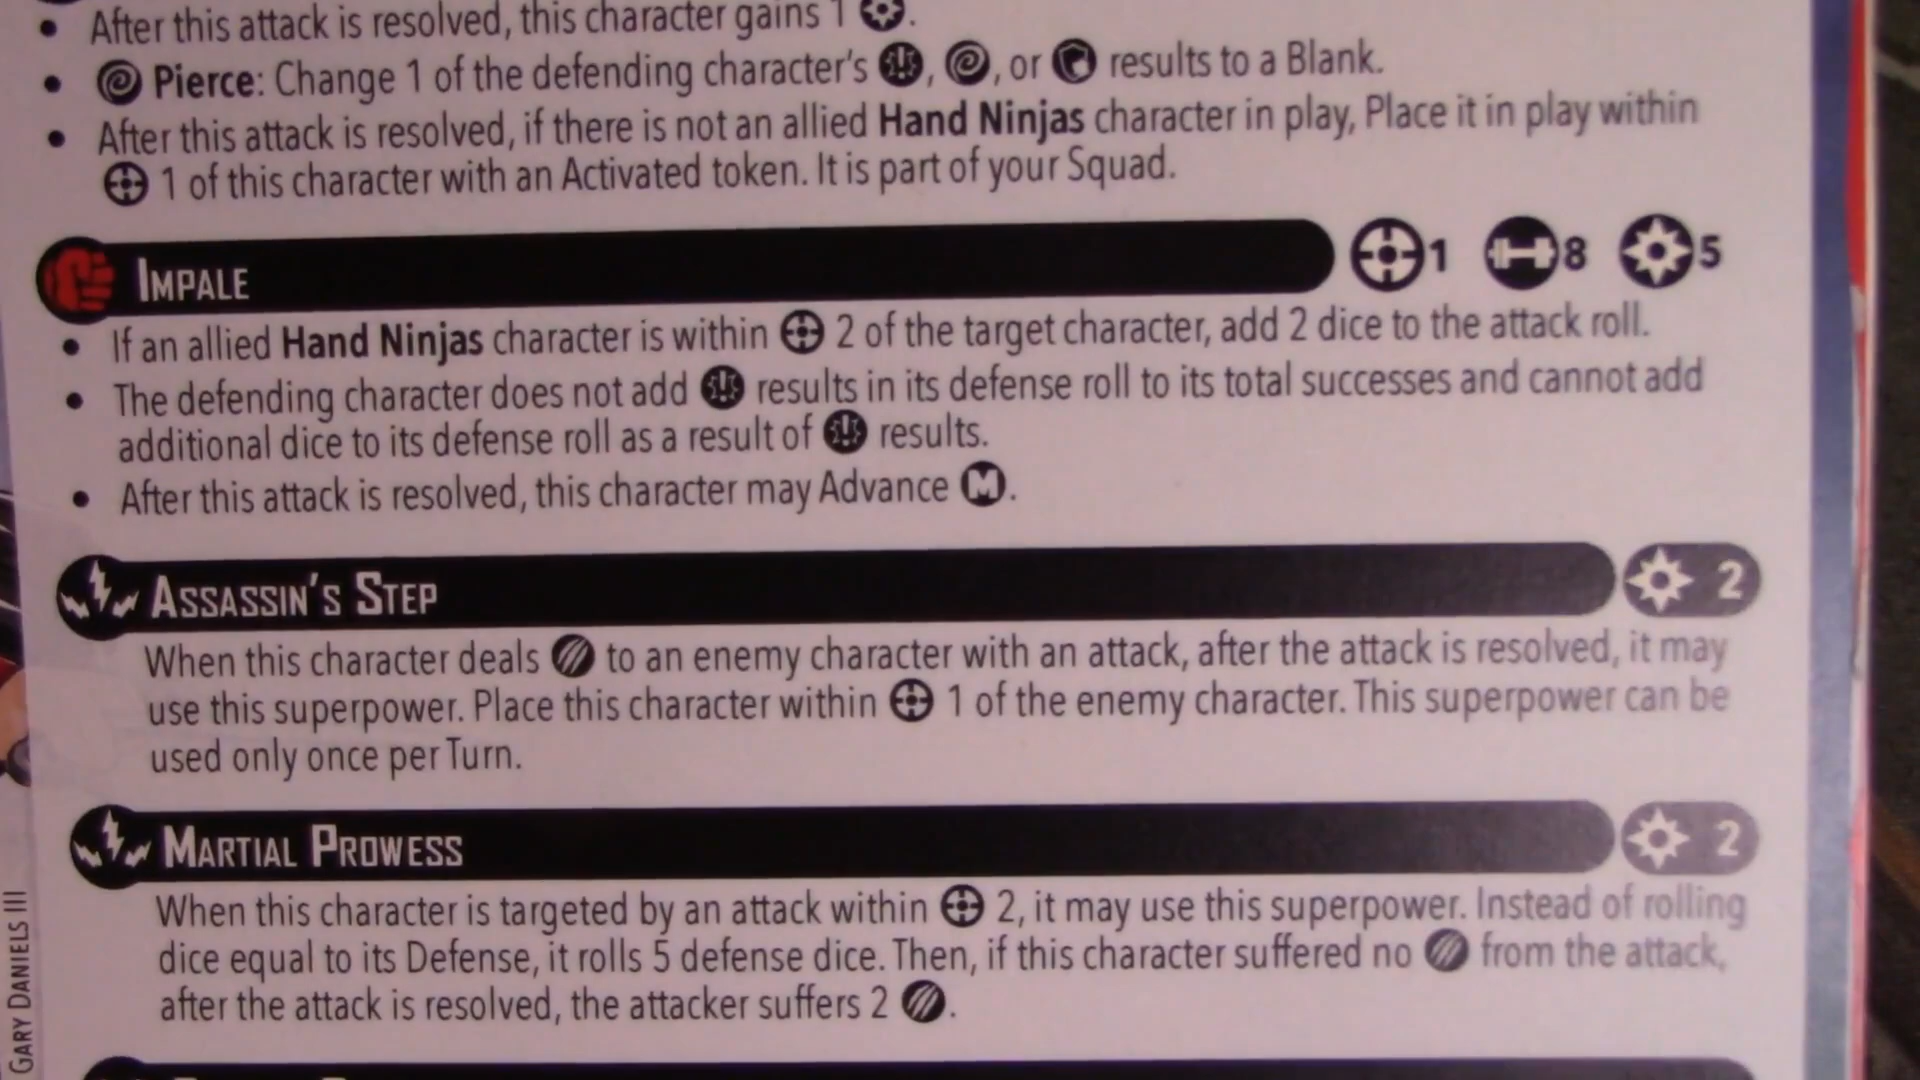 • After this attack is resolved, this character gains 1 .
• Pierce: Change 1 of the defending character's , , or results to a Blank.
• After this attack is resolved, if there is not an allied Hand Ninjas character in play, Place it in play within
1 of this character with an Activated token. It is part of your Squad.
IMPALE 1 8 5
• If an allied Hand Ninjas character is within 2 of the target character, add 2 dice to the attack roll.
• The defending character does not add results in its defense roll to its total successes and cannot add
additional dice to its defense roll as a result of results.
• After this attack is resolved, this character may Advance M.
ASSASSIN'S STEP 2
When this character deals to an enemy character with an attack, after the attack is resolved, it may
use this superpower. Place this character within 1 of the enemy character. This superpower can be
used only once per Turn.
MARTIAL PROWESS 2
When this character is targeted by an attack within 2, it may use this superpower. Instead of rolling
dice equal to its Defense, it rolls 5 defense dice. Then, if this character suffered no from the attack,
after the attack is resolved, the attacker suffers 2 .
GARY DANIELS III